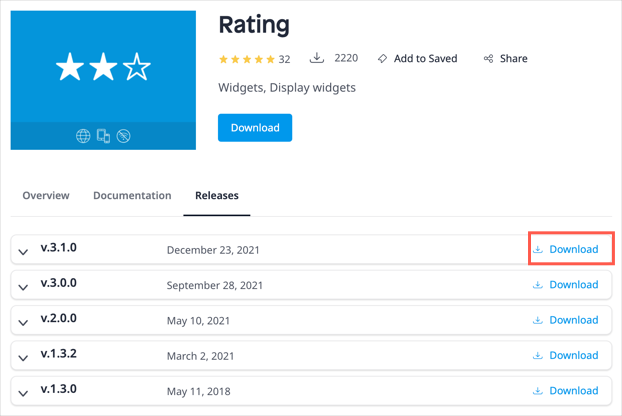 Rating
32 2220 Add to Saved Share
Widgets, Display widgets
Download
Overview Documentation Releases
v.3.1.0 December 23, 2021 Download
v.3.0.0 September 28, 2021 Download
v.2.0.0 May 10, 2021 Download
v.1.3.2 March 2, 2021 Download
v.1.3.0 May 11, 2018 Download